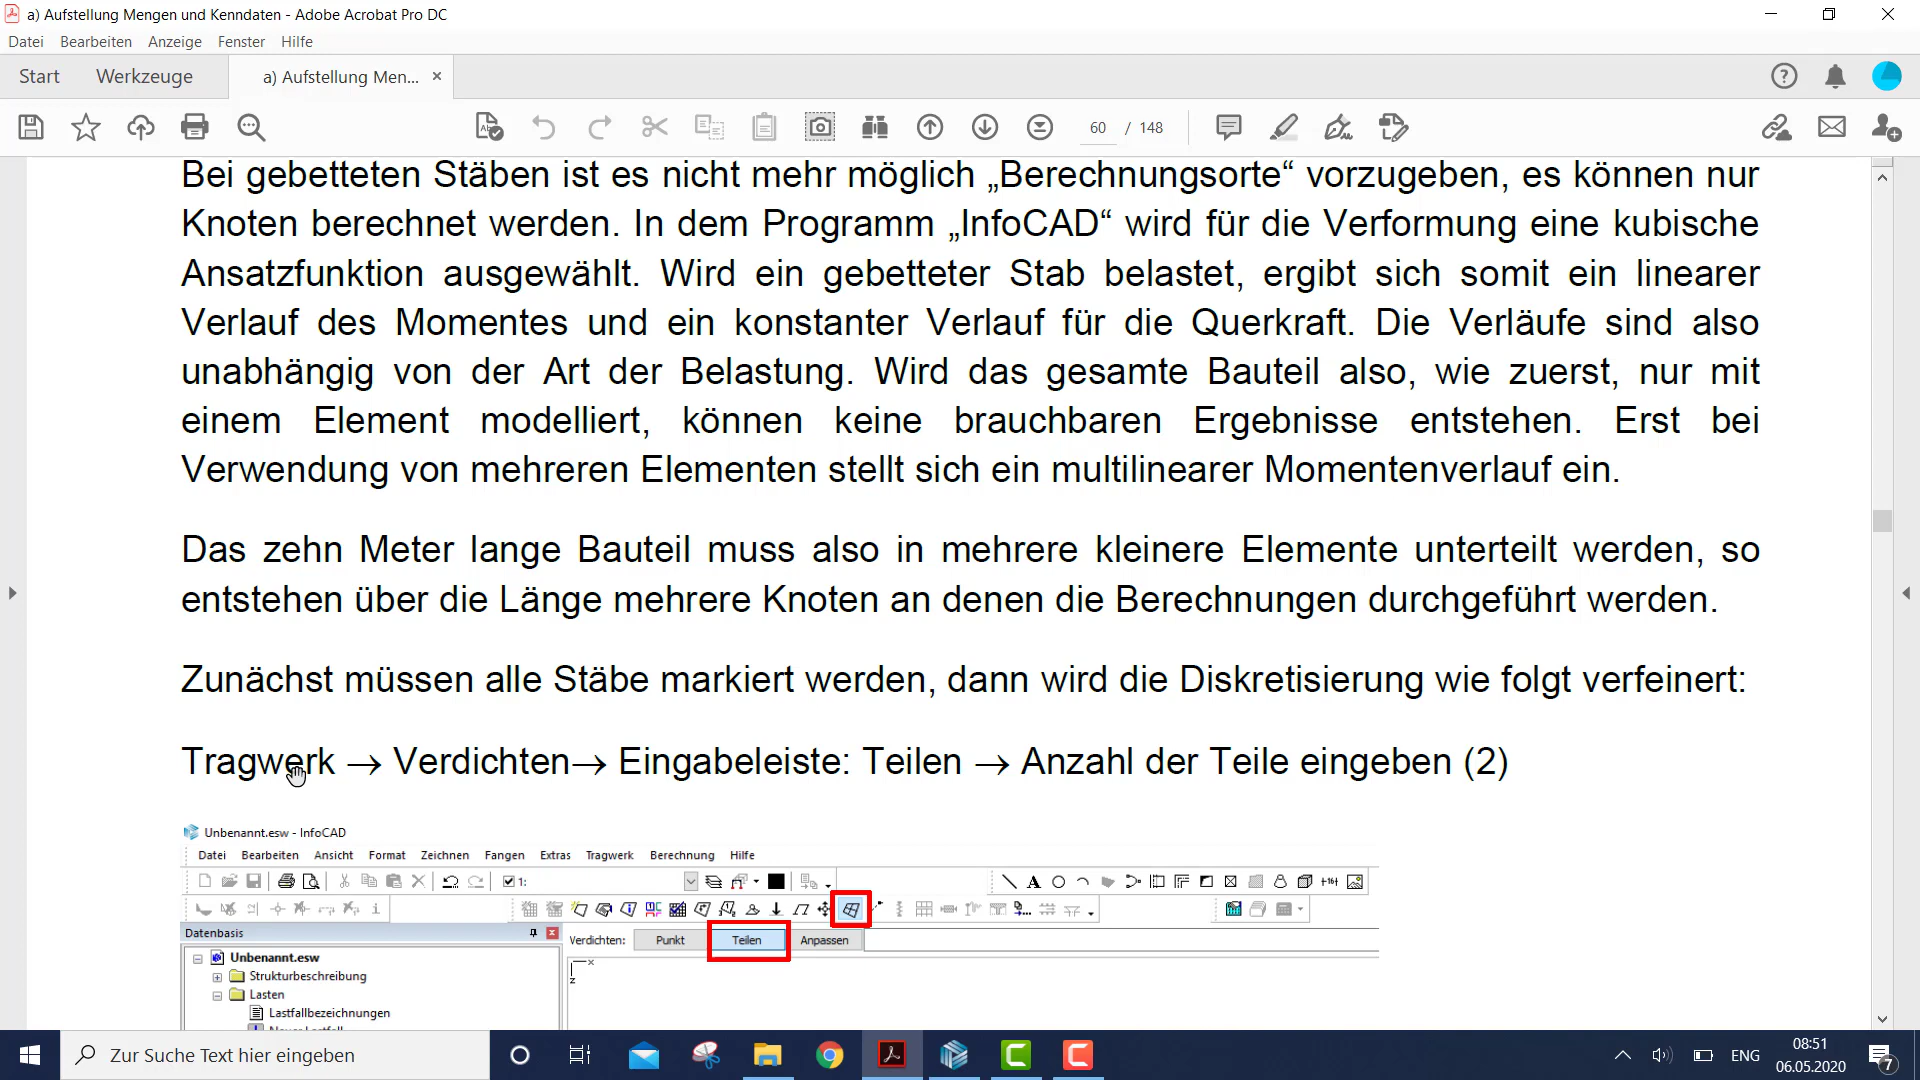 a) Aufstellung Mengen und Kenndaten - Adobe Acrobat Pro DC
Datei Bearbeiten Anzeige Fenster Hilfe
Start Werkzeuge a) Aufstellung Men... ×
60 / 148
Bei gebetteten Stäben ist es nicht mehr möglich „Berechnungsorte“ vorzugeben, es können nur
Knoten berechnet werden. In dem Programm „InfoCAD“ wird für die Verformung eine kubische
Ansatzfunktion ausgewählt. Wird ein gebetteter Stab belastet, ergibt sich somit ein linearer
Verlauf des Momentes und ein konstanter Verlauf für die Querkraft. Die Verläufe sind also
unabhängig von der Art der Belastung. Wird das gesamte Bauteil also, wie zuerst, nur mit
einem Element modelliert, können keine brauchbaren Ergebnisse entstehen. Erst bei
Verwendung von mehreren Elementen stellt sich ein multilinearer Momentenverlauf ein.
Das zehn Meter lange Bauteil muss also in mehrere kleinere Elemente unterteilt werden, so
entstehen über die Länge mehrere Knoten an denen die Berechnungen durchgeführt werden.
Zunächst müssen alle Stäbe markiert werden, dann wird die Diskretisierung wie folgt verfeinert:
Tragwerk → Verdichten→ Eingabeleiste: Teilen → Anzahl der Teile eingeben (2)
Unbenannt.esw - InfoCAD
Datei Bearbeiten Ansicht Format Zeichnen Fangen Extras Tragwerk Berechnung Hilfe
1:
Datenbasis
Verdichten: Punkt Teilen Anpassen
Unbenannt.esw
x
Strukturbeschreibung
z
Lasten
Lastfallbezeichnungen
Zur Suche Text hier eingeben
ENG
08:51
06.05.2020
7